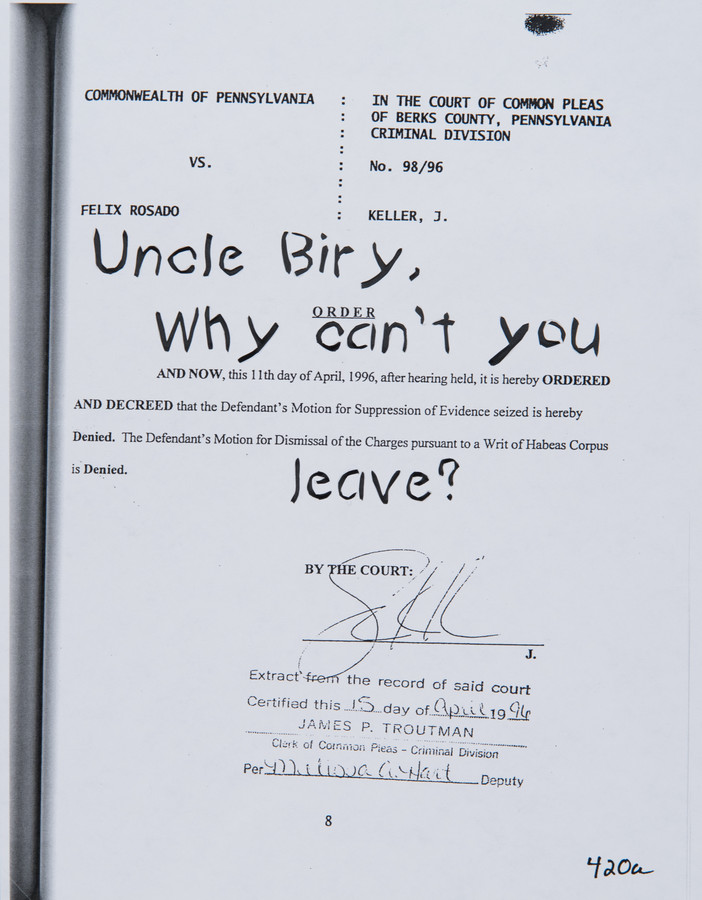 COMMONWEALTH OF PENNSYLVANIA : IN THE COURT OF COMMON PLEAS
: OF BERKS COUNTY, PENNSYLVANIA
: CRIMINAL DIVISION
:
VS. : No. 98/96
:
:
FELIX ROSADO : KELLER, J.
Uncle Biry,
ORDER
Why can't you
AND NOW, this 11th day of April, 1996, after hearing held, it is hereby ORDERED
AND DECREED that the Defendant's Motion for Suppression of Evidence seized is hereby
Denied. The Defendant's Motion for Dismissal of the Charges pursuant to a Writ of Habeas Corpus
is Denied.
leave?
BY THE COURT:
J.
Extract from the record of said court
Certified this 15 day of April 1996
JAMES P. TROUTMAN
Clerk of Common Pleas - Criminal Division
Per Melissa A. Hart Deputy
8
420a